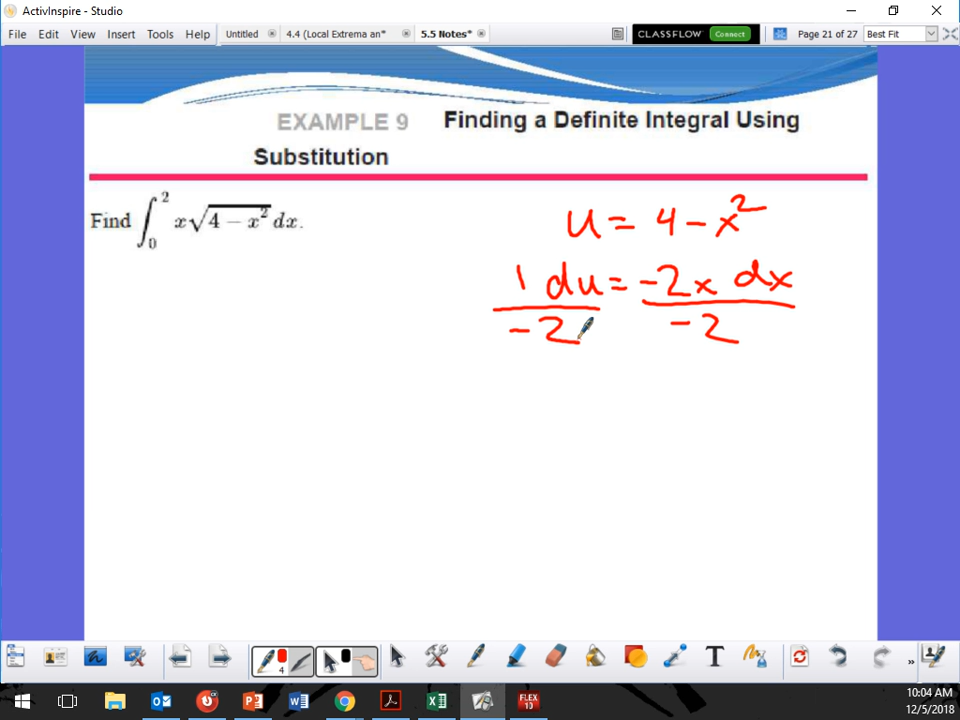 ActivInspire - Studio
File Edit View Insert Tools Help Untitled 4.4 (Local Extrema an* 5.5 Notes* CLASSFLOW Connect Page 21 of 27 Best Fit
EXAMPLE 9 Finding a Definite Integral Using
Substitution
Find ∫₀² x√(4 − x²) dx.
u = 4 - x²
1 du = -2x dx
-2 -2
4
T
»
FLEX
10
10:04 AM
12/5/2018